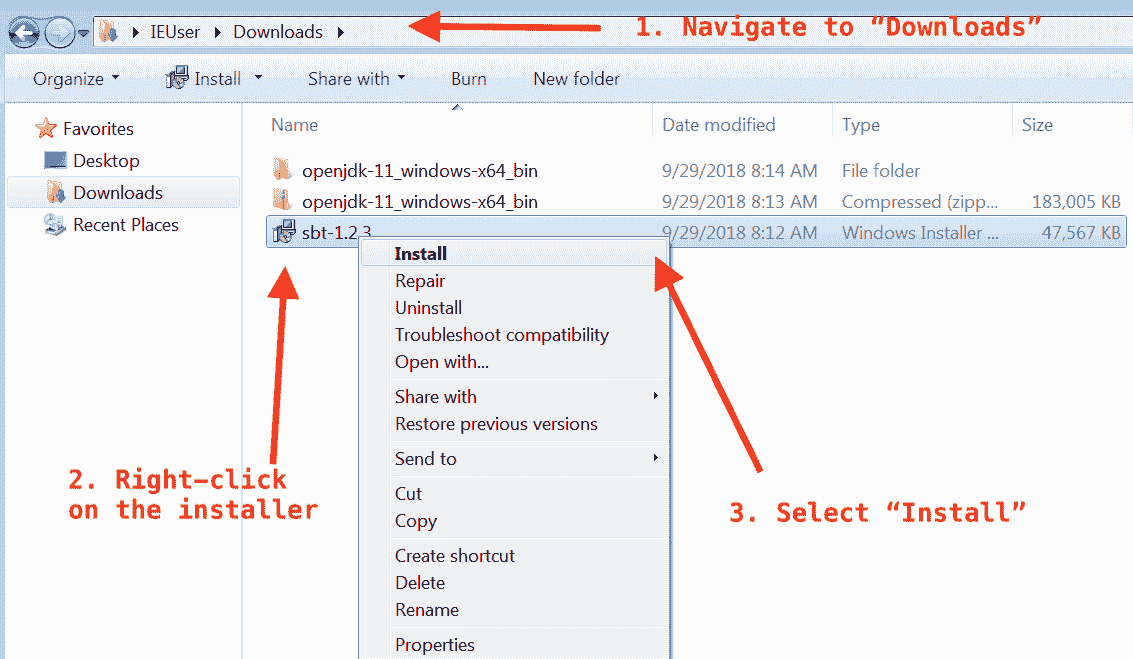 IEUser Downloads
1. Navigate to “Downloads”
Organize Install Share with Burn New folder
Favorites
Desktop
Downloads
Recent Places
Name Date modified Type Size
openjdk-11_windows-x64_bin 9/29/2018 8:14 AM File folder
openjdk-11_windows-x64_bin 9/29/2018 8:13 AM Compressed (zipp... 183,005 KB
sbt-1.2.3 9/29/2018 8:12 AM Windows Installer ... 47,567 KB
Install
Repair
Uninstall
Troubleshoot compatibility
Open with...
Share with
Restore previous versions
Send to
Cut
Copy
Create shortcut
Delete
Rename
Properties
2. Right-click
on the installer
3. Select “Install”